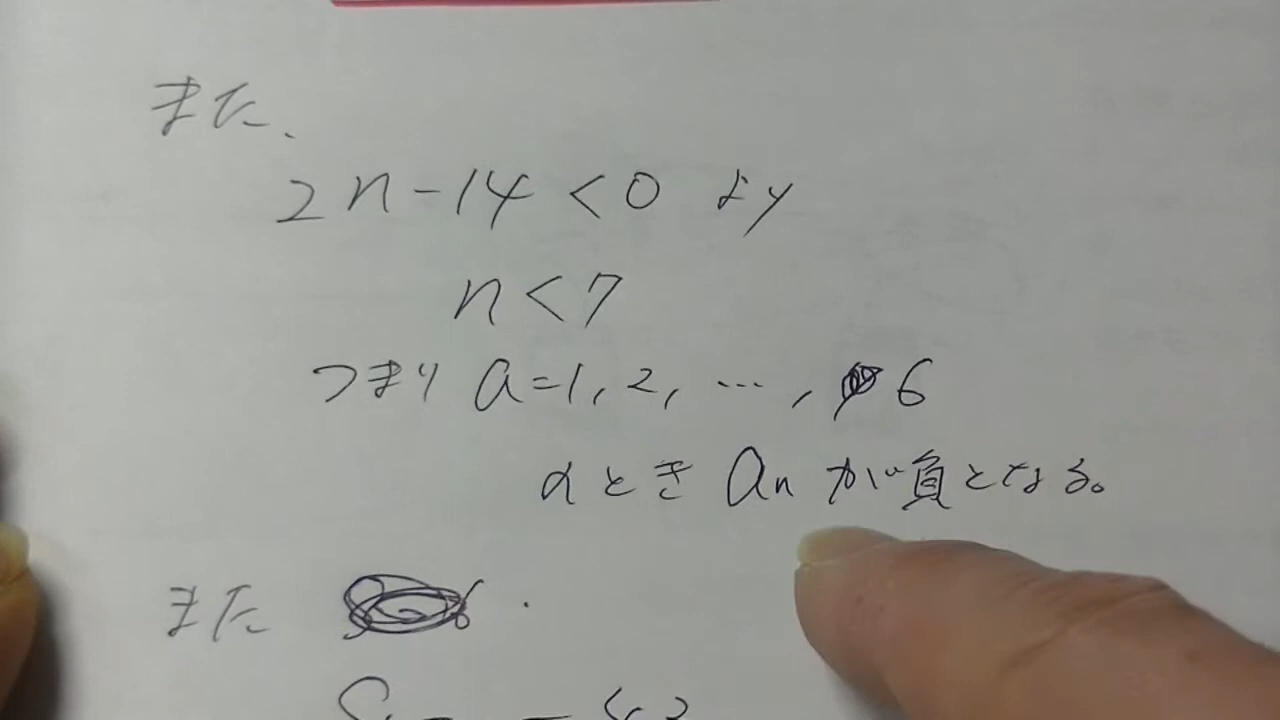 また、
2n-14<0 より
n<7
つまり a=1, 2, …, 6
のとき an が負となる。
また